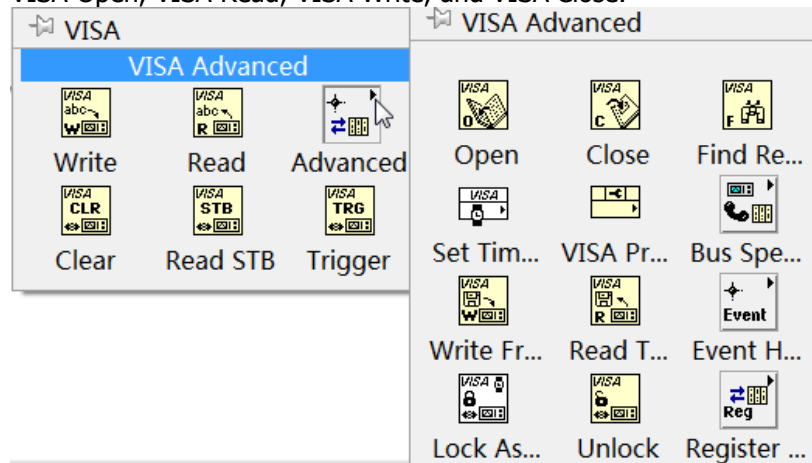 VISA Open, VISA Read, VISA Write, and VISA Close.
VISA
VISA Advanced
VISA abc W
VISA abc R
Write
Read
Advanced
VISA CLR
VISA STB
VISA TRG
Clear
Read STB
Trigger
VISA Advanced
VISA O
VISA C
VISA F
Open
Close
Find Re...
VISA
Set Tim...
VISA Pr...
Bus Spe...
VISA W
VISA R
Event
Write Fr...
Read T...
Event H...
VISA
VISA
Reg
Lock As...
Unlock
Register ...